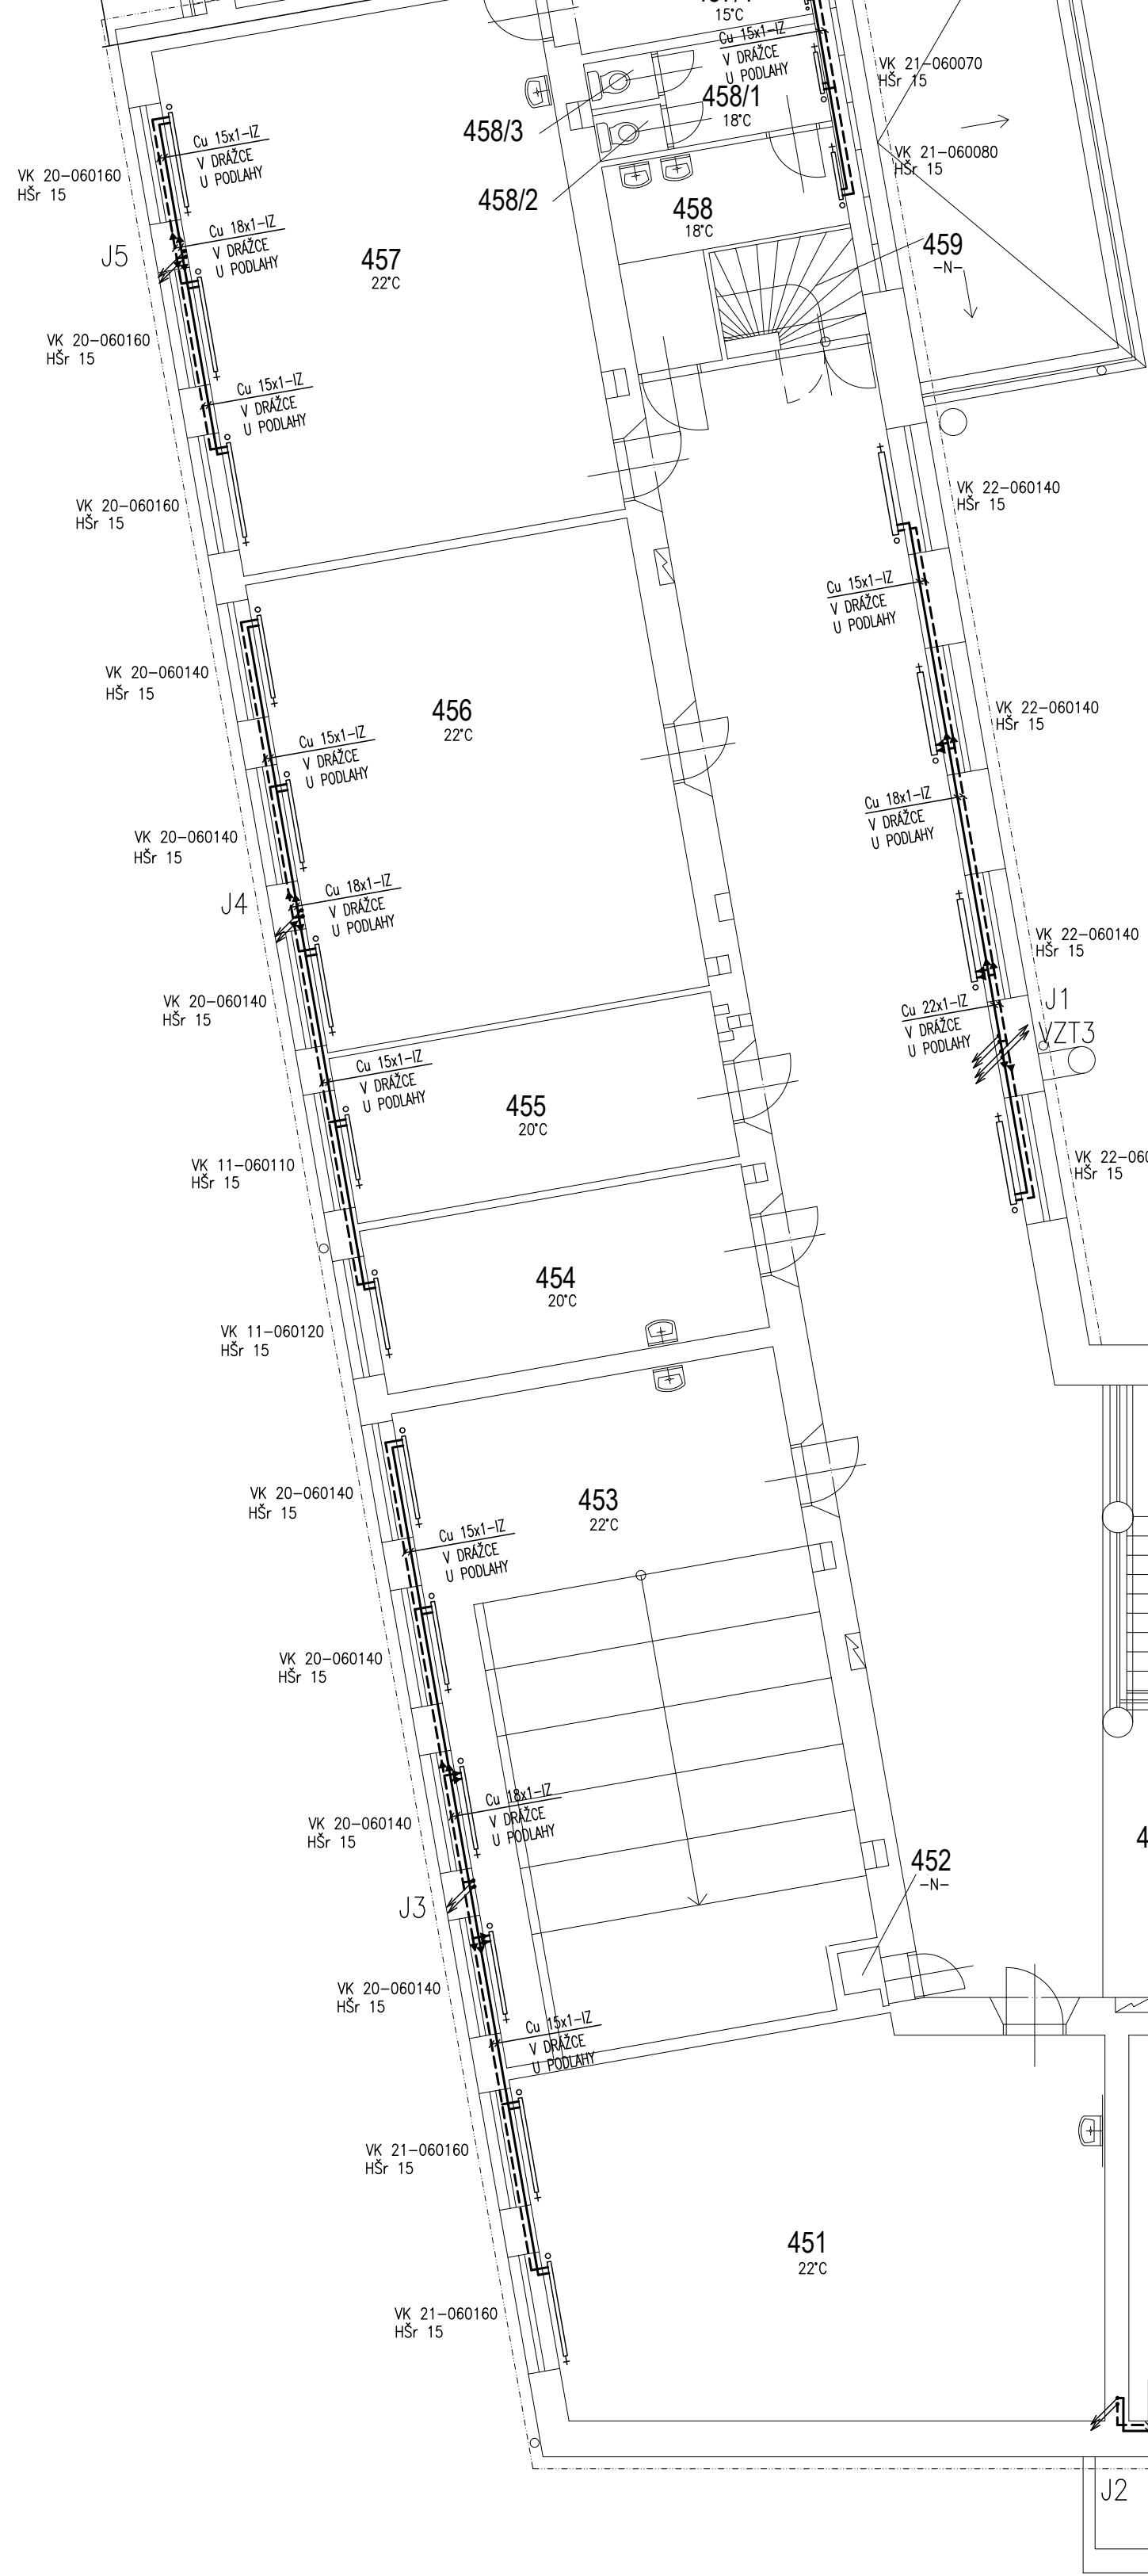 15°C
Cu 15x1-IZ
V DRÁŽCE
U PODLAHY
VK 21-060070
HŠr 15
458/1
18°C
458/3
VK 21-060080
HŠr 15
458/2
458
18°C
459
-N-
Cu 15x1-IZ
V DRÁŽCE
U PODLAHY
VK 20-060160
HŠr 15
Cu 18x1-IZ
V DRÁŽCE
U PODLAHY
J5
457
22°C
VK 20-060160
HŠr 15
Cu 15x1-IZ
V DRÁŽCE
U PODLAHY
VK 20-060160
HŠr 15
VK 22-060140
HŠr 15
Cu 15x1-IZ
V DRÁŽCE
U PODLAHY
VK 20-060140
HŠr 15
456
22°C
VK 22-060140
HŠr 15
Cu 15x1-IZ
V DRÁŽCE
U PODLAHY
Cu 18x1-IZ
V DRÁŽCE
U PODLAHY
VK 20-060140
HŠr 15
J4
Cu 18x1-IZ
V DRÁŽCE
U PODLAHY
VK 22-060140
HŠr 15
VK 20-060140
HŠr 15
Cu 22x1-IZ
V DRÁŽCE
U PODLAHY
J1
VZT3
Cu 15x1-IZ
V DRÁŽCE
U PODLAHY
455
20°C
VK 11-060110
HŠr 15
HŠr 15
454
20°C
VK 11-060120
HŠr 15
VK 20-060140
HŠr 15
453
22°C
Cu 15x1-IZ
V DRÁŽCE
U PODLAHY
VK 20-060140
HŠr 15
Cu 18x1-IZ
V DRÁŽCE
U PODLAHY
VK 20-060140
HŠr 15
452
-N-
J3
VK 20-060140
HŠr 15
Cu 15x1-IZ
V DRÁŽCE
U PODLAHY
VK 21-060160
HŠr 15
451
22°C
VK 21-060160
HŠr 15
J2